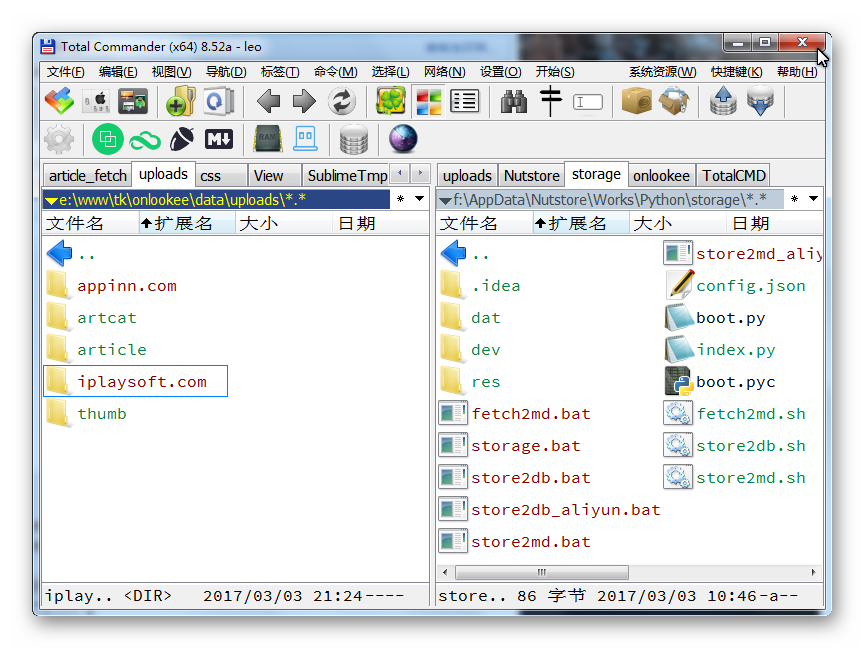 Total Commander (x64) 8.52a - leo
文件(F) 编辑(E) 视图(V) 导航(D) 标签(T) 命令(M) 选择(L) 网络(N) 设置(O) 开始(S) 系统资源(W) 快捷键(K) 帮助(H)
RAM
article_fetch uploads css View SublimeTmp
uploads Nutstore storage onlookee TotalCMD
e:\www\tk\onlookee\data\uploads\*.*
文件名 扩展名 大小 日期
..
appinn.com
artcat
article
iplaysoft.com
thumb
iplay.. <DIR> 2017/03/03 21:24----
f:\AppData\Nutstore\Works\Python\storage\*.*
文件名 扩展名 大小 日期
..
.idea
dat
dev
res
fetch2md.bat
storage.bat
store2db.bat
store2db_aliyun.bat
store2md.bat
store2md_aliy
config.json
boot.py
index.py
boot.pyc
fetch2md.sh
store2db.sh
store2md.sh
store.. 86 字节 2017/03/03 10:46-a--